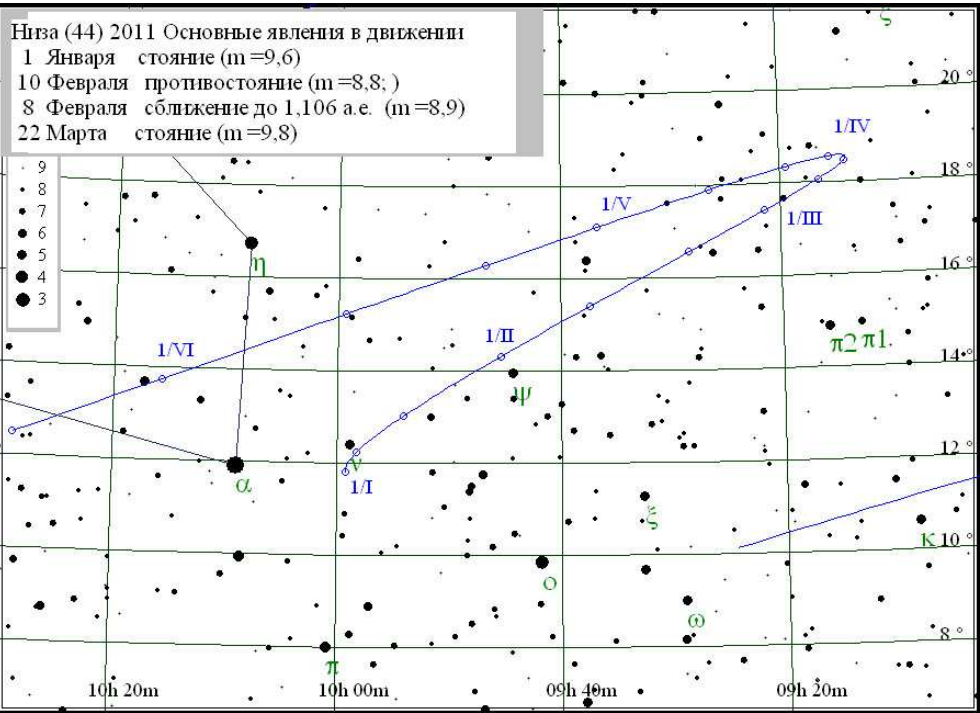 Низа (44) 2011 Основные явления в движении
1 Января стояние (m =9,6)
10 Февраля противостояние (m =8,8; )
8 Февраля сближение до 1,106 а.е. (m =8,9)
22 Марта стояние (m =9,8)
9
8
7
6
5
4
3
ζ
20 °
1/IV
18 °
1/V
1/III
η
16 °
1/II
π2 π1
1/VI
14 °
ψ
12 °
ν
α
1/I
ξ
κ 10 °
ο
ω
8 °
π
10h 20m 10h 00m 09h 40m 09h 20m